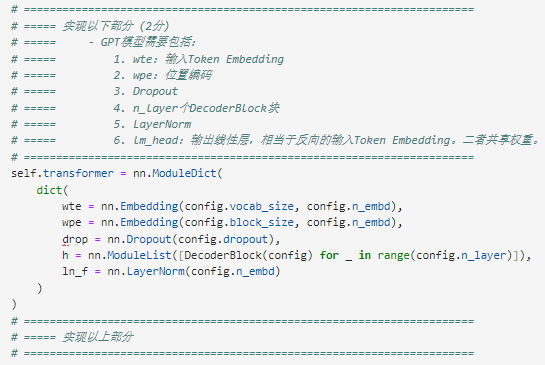 # =====================================================================
# ===== 实现以下部分 (2分)
# =====     - GPT模型需要包括：
# =====         1. wte：输入Token Embedding
# =====         2. wpe：位置编码
# =====         3. Dropout
# =====         4. n_layer个DecoderBLock块
# =====         5. LayerNorm
# =====         6. lm_head：输出线性层，相当于反向的输入Token Embedding。二者共享权重。
# =====================================================================
self.transformer = nn.ModuleDict(
    dict(
        wte = nn.Embedding(config.vocab_size, config.n_embd),
        wpe = nn.Embedding(config.block_size, config.n_embd),
        drop = nn.Dropout(config.dropout),
        h = nn.ModuleList([DecoderBlock(config) for _ in range(config.n_layer)]),
        ln_f = nn.LayerNorm(config.n_embd)
    )
)
# =====================================================================
# ===== 实现以上部分
# =====================================================================